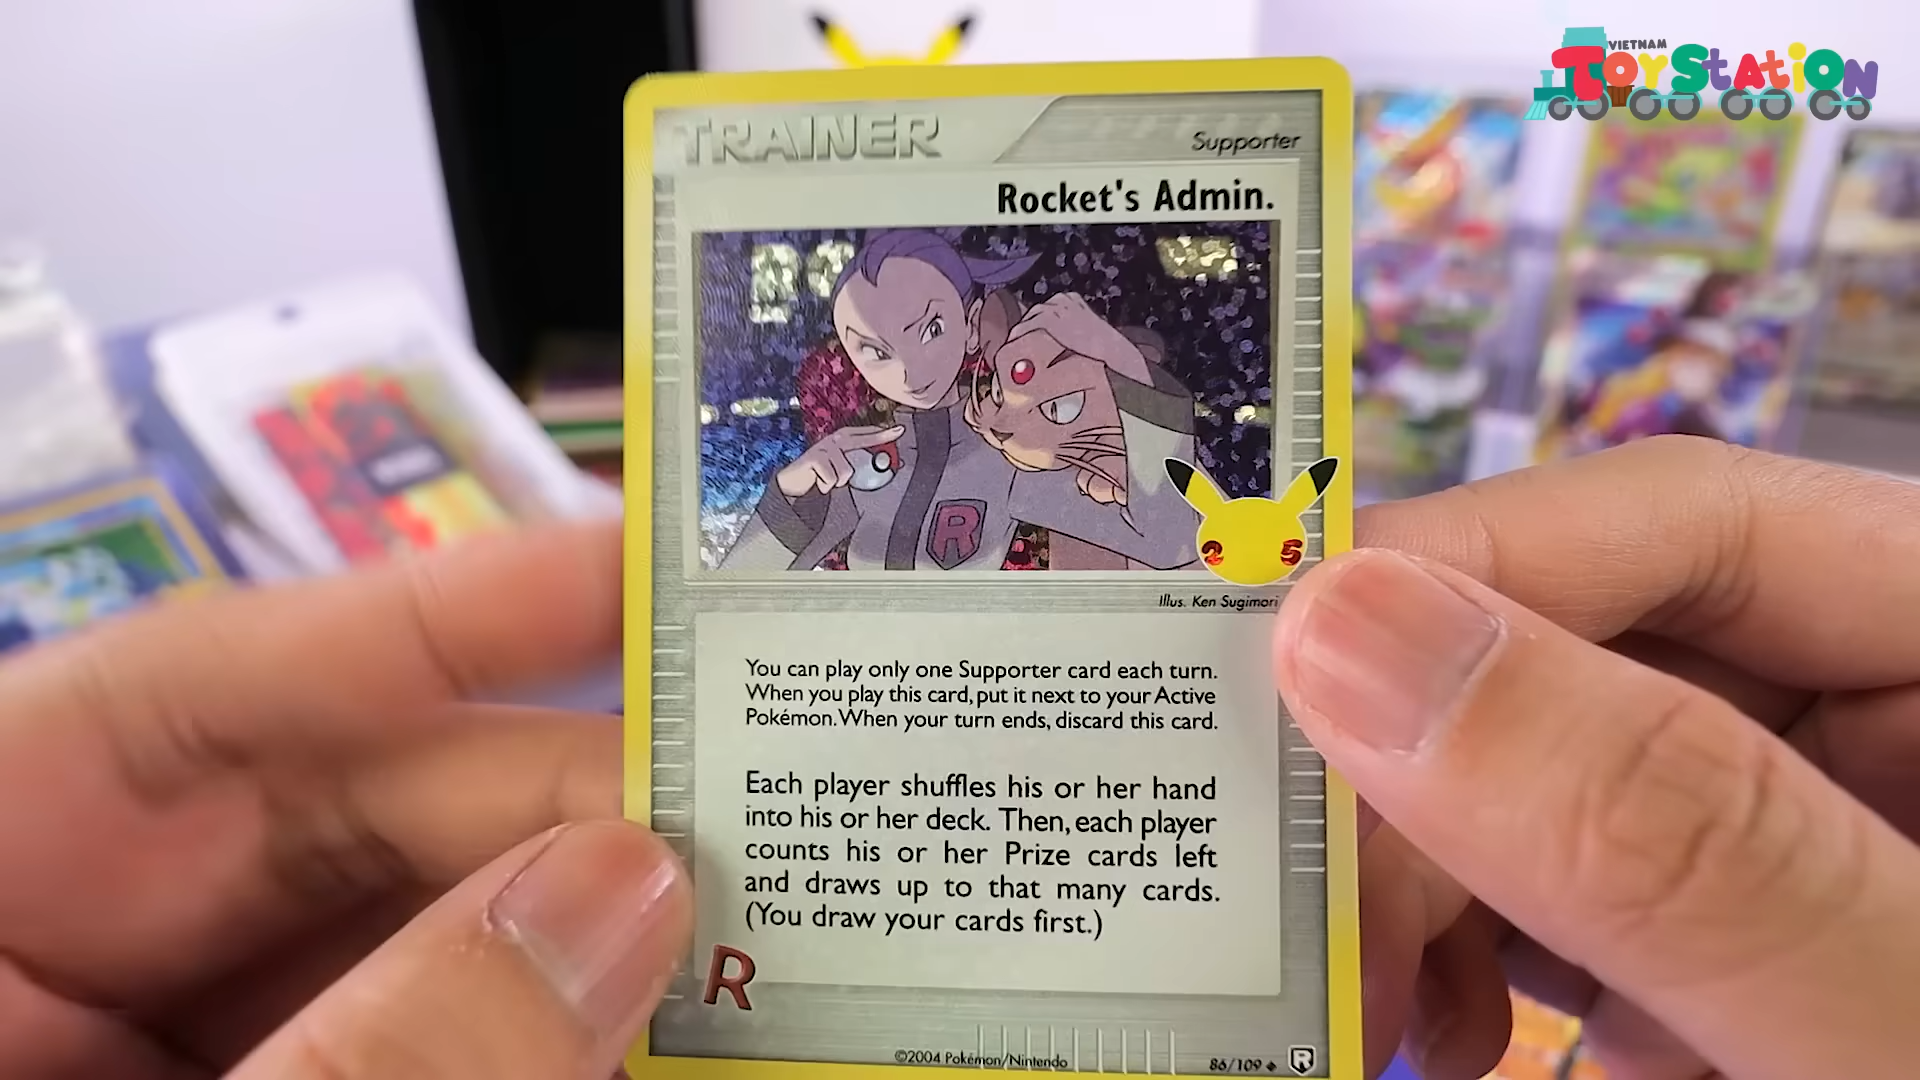 VIETNAM
ToyStation
TRAINER
Supporter
Rocket's Admin.
R
2 5
Illus. Ken Sugimori
You can play only one Supporter card each turn.
When you play this card, put it next to your Active
Pokémon. When your turn ends, discard this card.
Each player shuffles his or her hand
into his or her deck. Then, each player
counts his or her Prize cards left
and draws up to that many cards.
(You draw your cards first.)
R
©2004 Pokémon/Nintendo
86/109
R